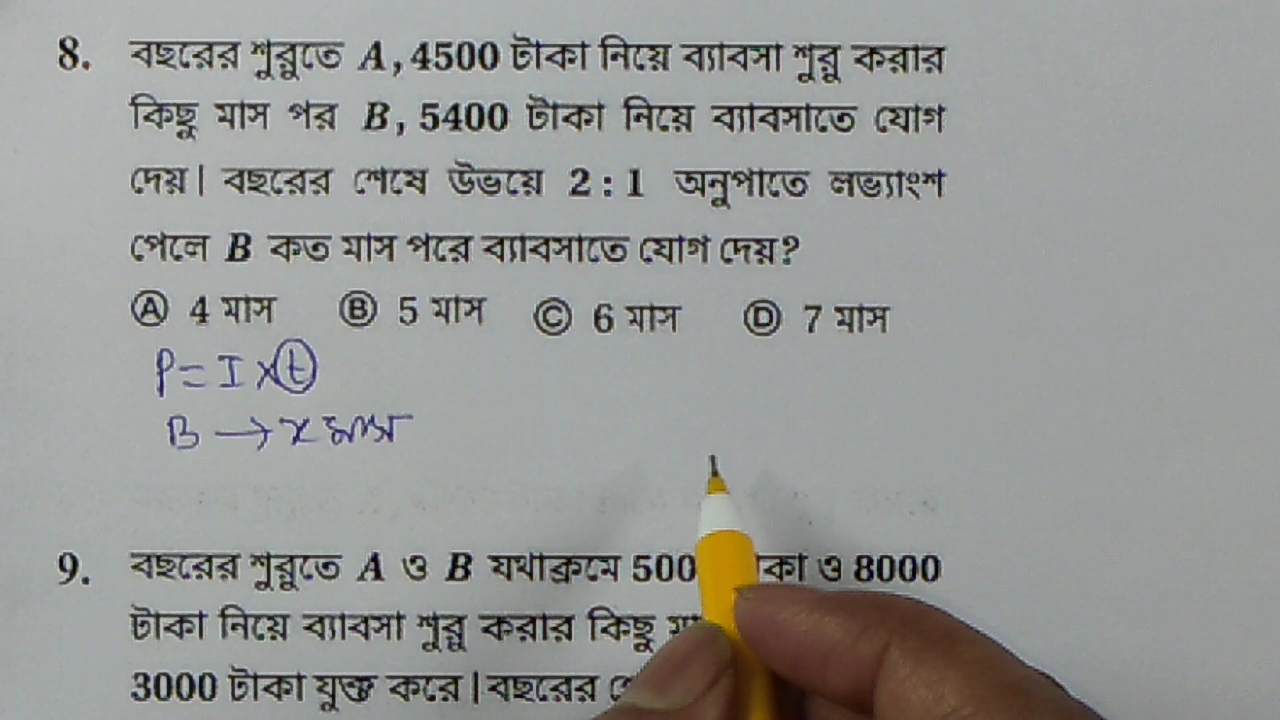 8. বছরের শুরুতে A, 4500 টাকা নিয়ে ব্যাবসা শুরু করার
কিছু মাস পর B, 5400 টাকা নিয়ে ব্যাবসাতে যোগ
দেয়। বছরের শেষে উভয়ে 2 : 1 অনুপাতে লভ্যাংশ
পেলে B কত মাস পরে ব্যাবসাতে যোগ দেয়?
Ⓐ 4 মাস Ⓑ 5 মাস Ⓒ 6 মাস Ⓓ 7 মাস
P = I × t
B → x মাস
9. বছরের শুরুতে A ও B যথাক্রমে 500 কা ও 8000
টাকা নিয়ে ব্যাবসা শুরু করার কিছু
3000 টাকা যুক্ত করে। বছরের